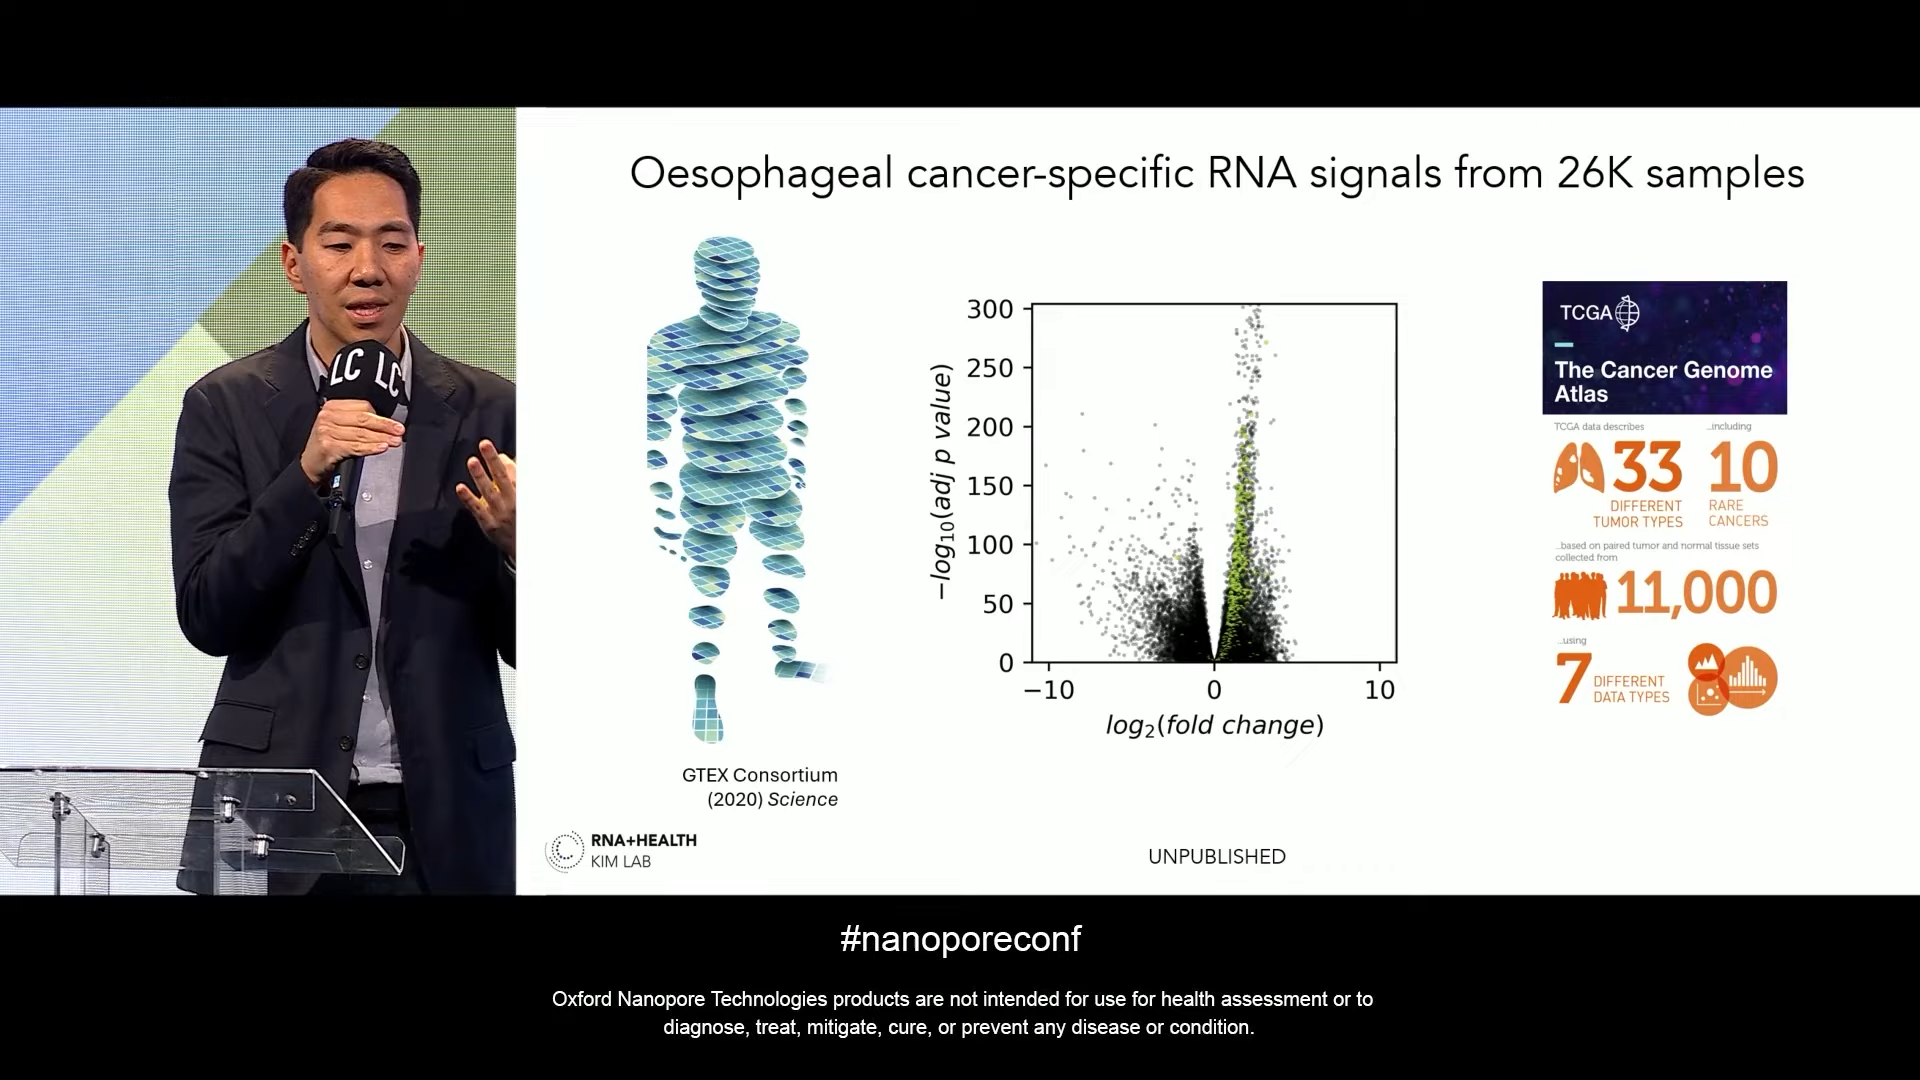 Oesophageal cancer-specific RNA signals from 26K samples
LC LC
GTEX Consortium
(2020) Science
300
250
200
150
100
50
0
−10
0
10
−log10(adj p value)
log2(fold change)
TCGA
The Cancer Genome
Atlas
TCGA data describes
...including
33
DIFFERENT
TUMOR TYPES
10
RARE
CANCERS
...based on paired tumor and normal tissue sets
collected from
11,000
...using
7
DIFFERENT
DATA TYPES
RNA+HEALTH
KIM LAB
UNPUBLISHED
#nanoporeconf
Oxford Nanopore Technologies products are not intended for use for health assessment or to
diagnose, treat, mitigate, cure, or prevent any disease or condition.